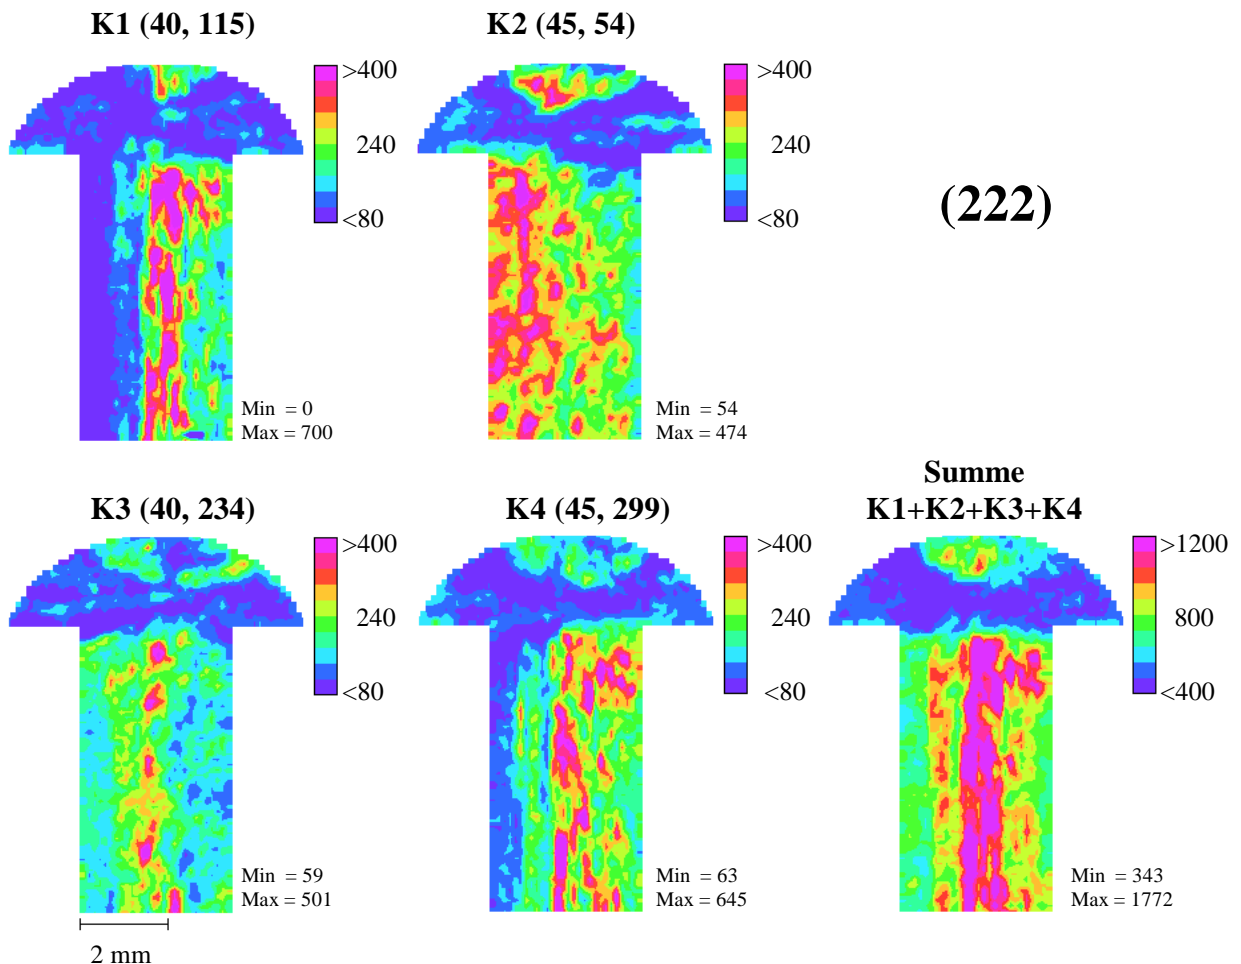 K1 (40, 115)
>400
240
<80
Min = 0
Max = 700
K2 (45, 54)
>400
240
<80
Min = 54
Max = 474
(222)
K3 (40, 234)
>400
240
<80
Min = 59
Max = 501
2 mm
K4 (45, 299)
>400
240
<80
Min = 63
Max = 645
Summe
K1+K2+K3+K4
>1200
800
<400
Min = 343
Max = 1772